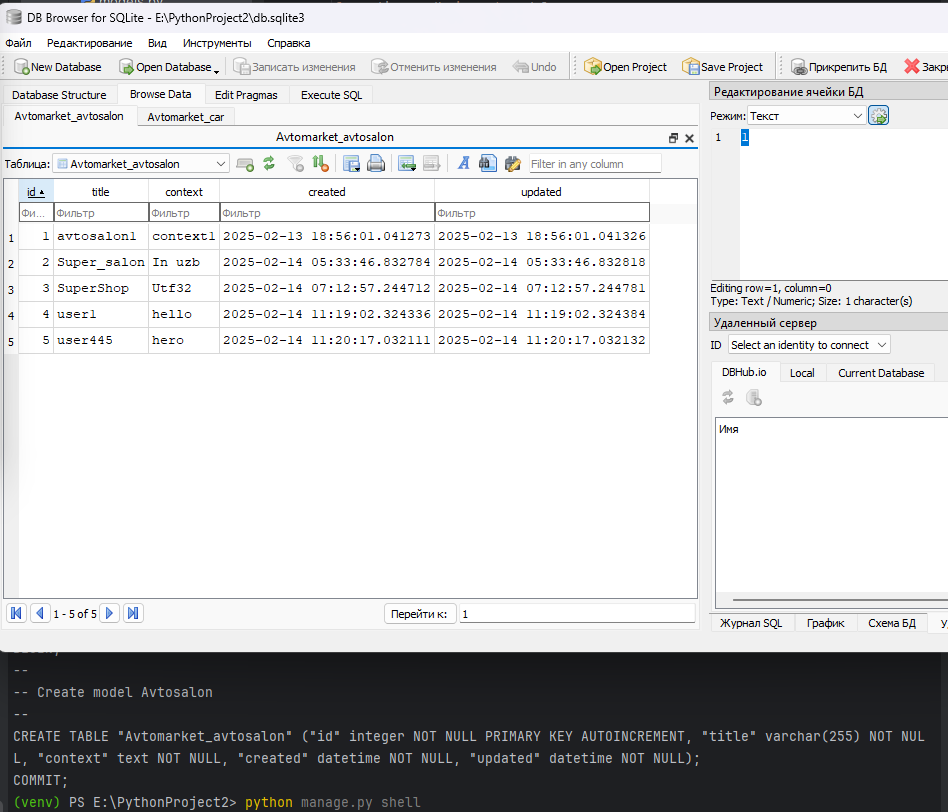 DB Browser for SQLite - E:\PythonProject2\db.sqlite3
Файл Редактирование Вид Инструменты Справка
New Database Open Database Записать изменения Отменить изменения Undo Open Project Save Project Прикрепить БД
Database Structure Browse Data Edit Pragmas Execute SQL
Avtomarket_avtosalon Avtomarket_car
Avtomarket_avtosalon
Таблица: Avtomarket_avtosalon Filter in any column
id title context created updated
Фи... Фильтр Фильтр Фильтр Фильтр
1 1 avtosalon1 context1 2025-02-13 18:56:01.041273 2025-02-13 18:56:01.041326
2 2 Super_salon In uzb 2025-02-14 05:33:46.832784 2025-02-14 05:33:46.832818
3 3 SuperShop Utf32 2025-02-14 07:12:57.244712 2025-02-14 07:12:57.244781
4 4 user1 hello 2025-02-14 11:19:02.324336 2025-02-14 11:19:02.324384
5 5 user445 hero 2025-02-14 11:20:17.032111 2025-02-14 11:20:17.032132
1 - 5 of 5 Перейти к: 1
Редактирование ячейки БД
Режим: Текст
1 1
Editing row=1, column=0
Type: Text / Numeric; Size: 1 character(s)
Удаленный сервер
ID Select an identity to connect
DBHub.io Local Current Database
Имя
Журнал SQL График Схема БД
--
-- Create model Avtosalon
--
CREATE TABLE "Avtomarket_avtosalon" ("id" integer NOT NULL PRIMARY KEY AUTOINCREMENT, "title" varchar(255) NOT NUL
L, "context" text NOT NULL, "created" datetime NOT NULL, "updated" datetime NOT NULL);
COMMIT;
(venv) PS E:\PythonProject2> python manage.py shell